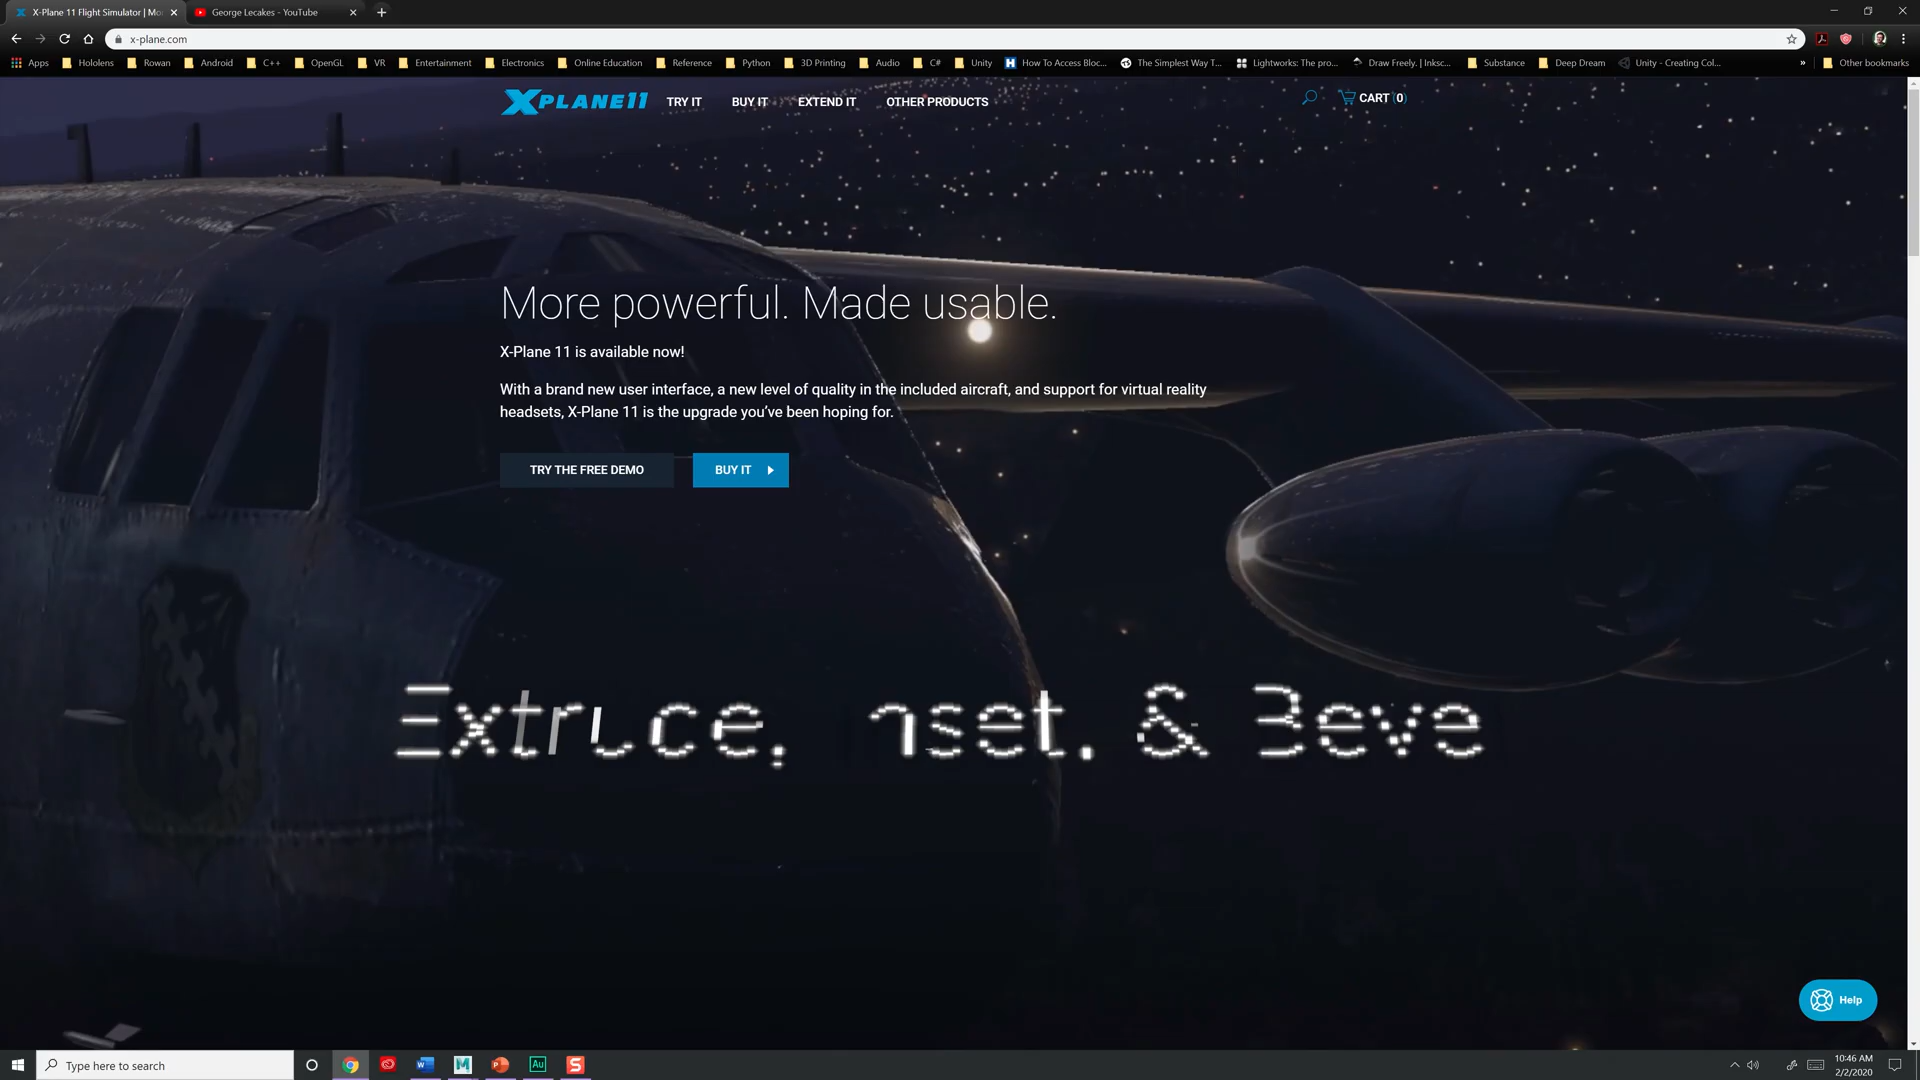 X-Plane 11 Flight Simulator | Mo
George Lecakes - YouTube
x-plane.com
Apps
Hololens
Rowan
Android
C++
OpenGL
VR
Entertainment
Electronics
Online Education
Reference
Python
3D Printing
Audio
C#
Unity
How To Access Bloc...
The Simplest Way T...
Lightworks: The pro...
Draw Freely. | Inksc...
Substance
Deep Dream
Unity - Creating Col...
»
Other bookmarks
XPLANE11
TRY IT
BUY IT
EXTEND IT
OTHER PRODUCTS
CART (0)
More powerful. Made usable.
X-Plane 11 is available now!
With a brand new user interface, a new level of quality in the included aircraft, and support for virtual reality
headsets, X-Plane 11 is the upgrade you've been hoping for.
TRY THE FREE DEMO
BUY IT
& 
Help
Type here to search
10:46 AM
2/2/2020